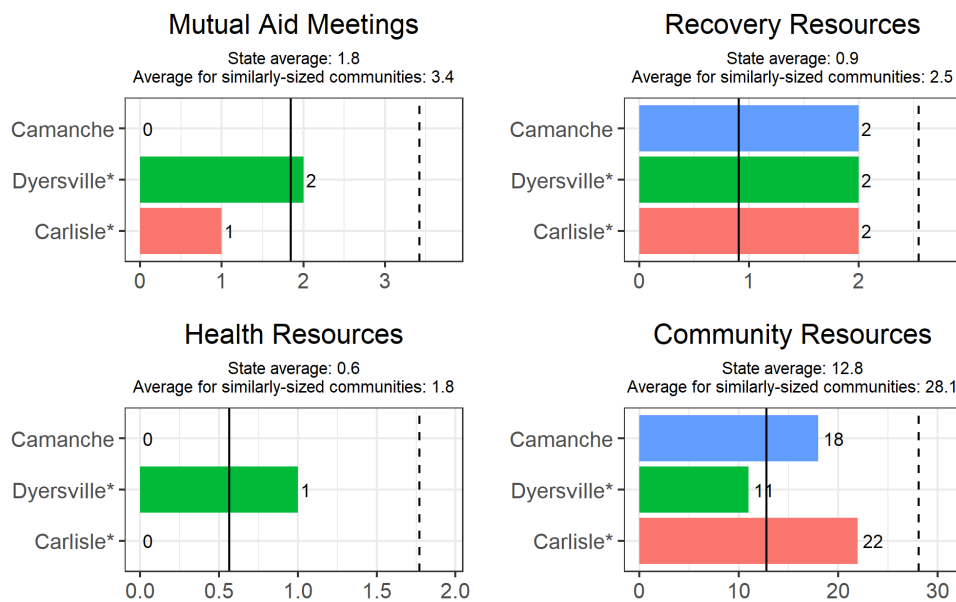 Mutual Aid Meetings
State average: 1.8
Average for similarly-sized communities: 3.4
Camanche
0
Dyersville*
2
Carlisle*
1
0 1 2 3
Recovery Resources
State average: 0.9
Average for similarly-sized communities: 2.5
Camanche
2
Dyersville*
2
Carlisle*
2
0 1 2
Health Resources
State average: 0.6
Average for similarly-sized communities: 1.8
Camanche
0
Dyersville*
1
Carlisle*
0
0.0 0.5 1.0 1.5 2.0
Community Resources
State average: 12.8
Average for similarly-sized communities: 28.1
Camanche
18
Dyersville*
11
Carlisle*
22
0 10 20 30